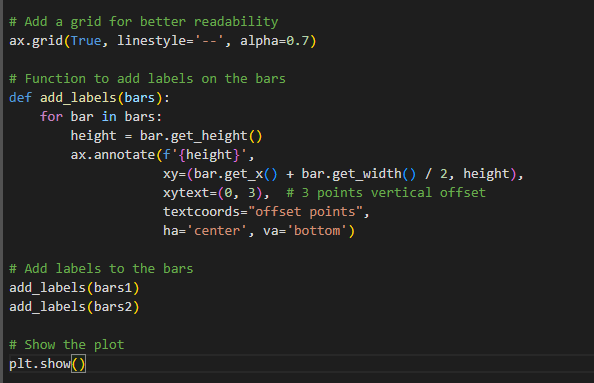 # Add a grid for better readability
ax.grid(True, linestyle='--', alpha=0.7)
# Function to add labels on the bars
def add_labels(bars):
    for bar in bars:
        height = bar.get_height()
        ax.annotate(f'{height}',
                    xy=(bar.get_x() + bar.get_width() / 2, height),
                    xytext=(0, 3),  # 3 points vertical offset
                    textcoords="offset points",
                    ha='center', va='bottom')
# Add labels to the bars
add_labels(bars1)
add_labels(bars2)
# Show the plot
plt.show()